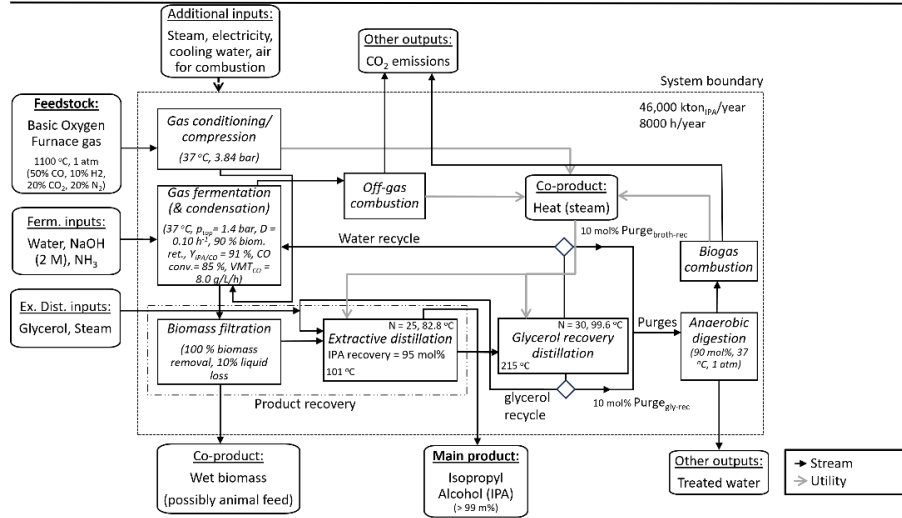 Additional inputs:
Steam, electricity,
cooling water, air
for combustion
Other outputs:
CO2 emissions
System boundary
46,000 ktonIPA/year
8000 h/year
Feedstock:
Basic Oxygen
Furnace gas
1100 °C, 1 atm
(50% CO, 10% H2,
20% CO2, 20% N2)
Gas conditioning/
compression
(37 °C, 3.84 bar)
Gas fermentation
(& condensation)
(37 °C, ptop= 1.4 bar, D =
0.10 h-1, 90 % biom.
ret., YIPA/CO = 91 %, CO
conv.= 85 %, VMTCO =
8.0 g/L/h)
Off-gas
combustion
Co-product:
Heat (steam)
10 mol% Purgebroth-rec
Water recycle
Biogas
combustion
Ferm. inputs:
Water, NaOH
(2 M), NH3
Ex. Dist. inputs:
Glycerol, Steam
Biomass filtration
(100 % biomass
removal, 10% liquid
loss)
N = 25, 82.8 °C
Extractive distillation
IPA recovery = 95 mol%
101 °C
N = 30, 99.6 °C
Glycerol recovery
distillation
215 °C
Purges
Anaerobic
digestion
(90 mol%, 37
°C, 1 atm)
Product recovery
glycerol
recycle
10 mol% Purgegly-rec
Co-product:
Wet biomass
(possibly animal feed)
Main product:
Isopropyl
Alcohol (IPA)
(> 99 m%)
Other outputs:
Treated water
Stream
Utility